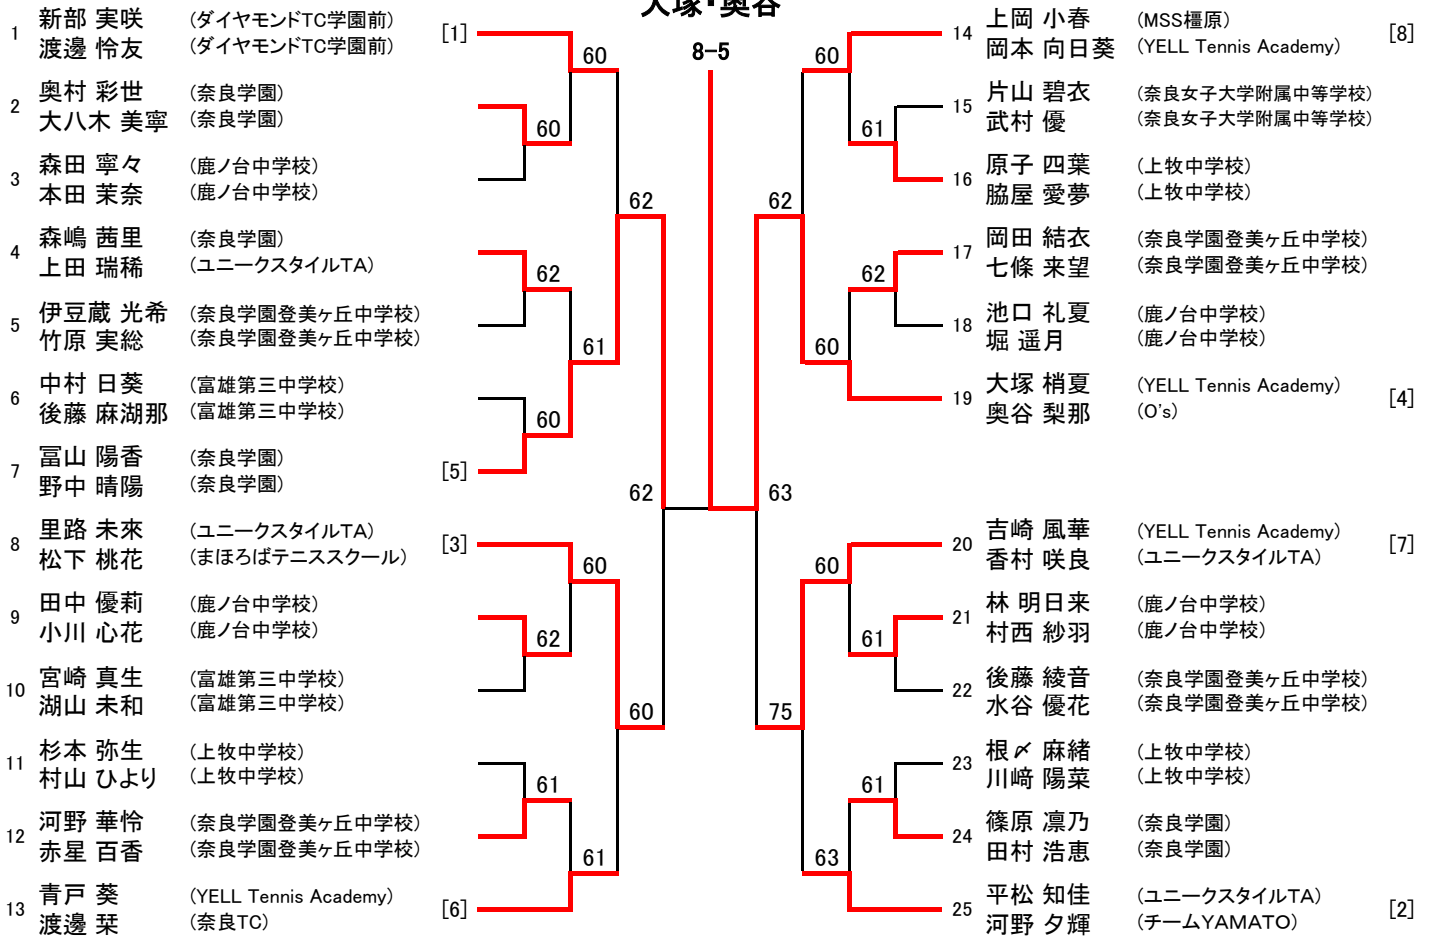 大塚・奥谷
8-5
1 新部 実咲 (ダイヤモンドTC学園前) [1]
渡邊 怜友 (ダイヤモンドTC学園前)
2 奥村 彩世 (奈良学園)
大八木 美寧 (奈良学園)
3 森田 寧々 (鹿ノ台中学校)
本田 茉奈 (鹿ノ台中学校)
4 森嶋 茜里 (奈良学園)
上田 瑞稀 (ユニークスタイルTA)
5 伊豆蔵 光希 (奈良学園登美ヶ丘中学校)
竹原 実総 (奈良学園登美ヶ丘中学校)
6 中村 日葵 (富雄第三中学校)
後藤 麻湖那 (富雄第三中学校)
7 冨山 陽香 (奈良学園) [5]
野中 晴陽 (奈良学園)
8 里路 未來 (ユニークスタイルTA) [3]
松下 桃花 (まほろばテニススクール)
9 田中 優莉 (鹿ノ台中学校)
小川 心花 (鹿ノ台中学校)
10 宮崎 真生 (富雄第三中学校)
湖山 未和 (富雄第三中学校)
11 杉本 弥生 (上牧中学校)
村山 ひより (上牧中学校)
12 河野 華怜 (奈良学園登美ヶ丘中学校)
赤星 百香 (奈良学園登美ヶ丘中学校)
13 青戸 葵 (YELL Tennis Academy) [6]
渡邊 栞 (奈良TC)
60
60
62
62
61
60
62
60
62
60
61
61
60
61
62
62
60
63
60
61
75
61
63
14 上岡 小春 (MSS橿原) [8]
岡本 向日葵 (YELL Tennis Academy)
15 片山 碧衣 (奈良女子大学附属中等学校)
武村 優 (奈良女子大学附属中等学校)
16 原子 四葉 (上牧中学校)
脇屋 愛夢 (上牧中学校)
17 岡田 結衣 (奈良学園登美ヶ丘中学校)
七條 来望 (奈良学園登美ヶ丘中学校)
18 池口 礼夏 (鹿ノ台中学校)
堀 遥月 (鹿ノ台中学校)
19 大塚 梢夏 (YELL Tennis Academy) [4]
奥谷 梨那 (O's)
20 吉崎 風華 (YELL Tennis Academy) [7]
香村 咲良 (ユニークスタイルTA)
21 林 明日来 (鹿ノ台中学校)
村西 紗羽 (鹿ノ台中学校)
22 後藤 綾音 (奈良学園登美ヶ丘中学校)
水谷 優花 (奈良学園登美ヶ丘中学校)
23 根〆 麻緒 (上牧中学校)
川﨑 陽菜 (上牧中学校)
24 篠原 凛乃 (奈良学園)
田村 浩恵 (奈良学園)
25 平松 知佳 (ユニークスタイルTA) [2]
河野 夕輝 (チームYAMATO)